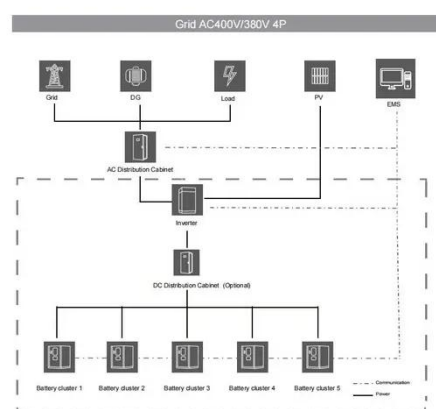 Grid AC400V/380V 4P
Grid
DG
Load
PV
EMS
AC Distribution Cabinet
Inverter
DC Distribution Cabinet (Optional)
Battery cluster 1
Battery cluster 2
Battery cluster 3
Battery cluster 4
Battery cluster 5
Communication
Power